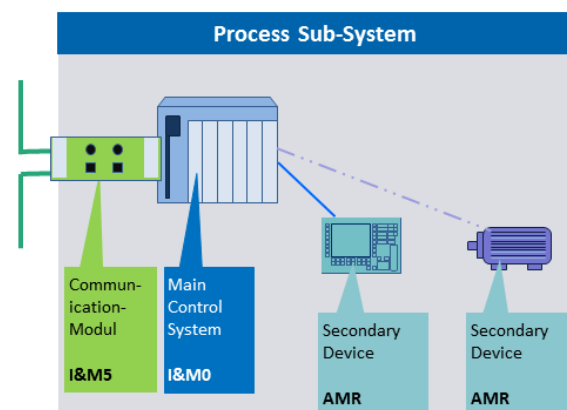 Process Sub-System
Commun-
ication-
Modul
I&M5
Main
Control
System
I&M0
Secondary
Device
AMR
Secondary
Device
AMR